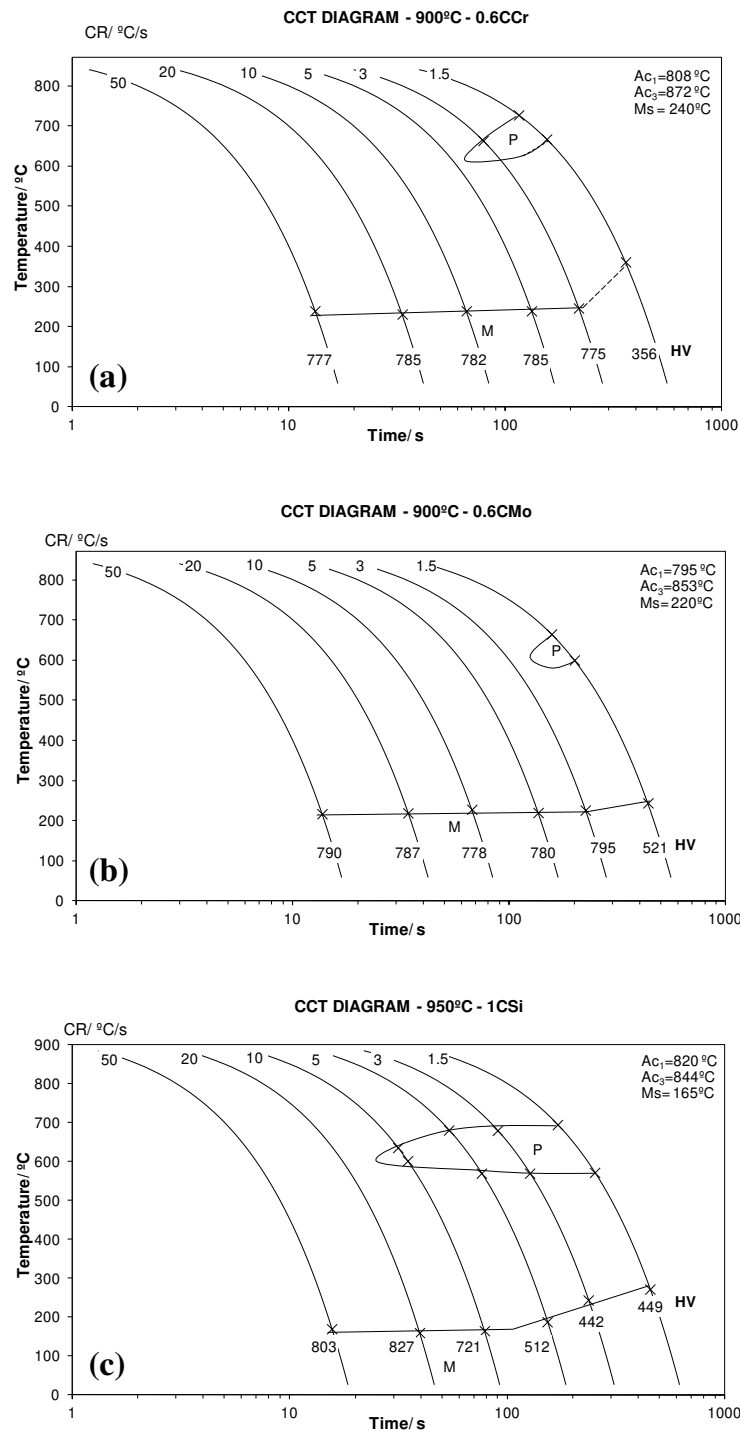 CCT DIAGRAM - 900ºC - 0.6CCr
CR/ ºC/s
50 20 10 5 3 1.5
Ac1=808 ºC
Ac3=872 ºC
Ms = 240ºC
Temperature/ ºC
800
700
600
500
400
300
200
100
0
P
M
777 785 782 785 775 356 HV
(a)
1 10 100 1000
Time/ s
CCT DIAGRAM - 900ºC - 0.6CMo
CR/ ºC/s
50 20 10 5 3 1.5
Ac1=795 ºC
Ac3=853ºC
Ms = 220ºC
Temperature/ ºC
800
700
600
500
400
300
200
100
0
P
M
790 787 778 780 795 521 HV
(b)
1 10 100 1000
Time/ s
CCT DIAGRAM - 950ºC - 1CSi
CR/ ºC/s
50 20 10 5 3 1.5
Ac1=820 ºC
Ac3=844ºC
Ms=165ºC
Temperature/ ºC
900
800
700
600
500
400
300
200
100
0
P
M
803 827 721 512 442 449 HV
(c)
1 10 100 1000
Time/ s